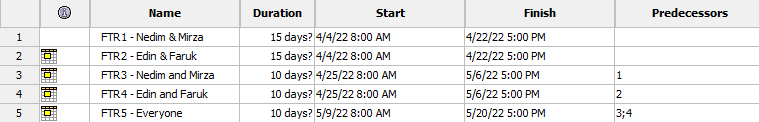 Name Duration Start Finish Predecessors
1 FTR1 - Nedim & Mirza 15 days? 4/4/22 8:00 AM 4/22/22 5:00 PM
2 FTR2 - Edin & Faruk 15 days? 4/4/22 8:00 AM 4/22/22 5:00 PM
3 FTR3 - Nedim and Mirza 10 days? 4/25/22 8:00 AM 5/6/22 5:00 PM 1
4 FTR4 - Edin and Faruk 10 days? 4/25/22 8:00 AM 5/6/22 5:00 PM 2
5 FTR5 - Everyone 10 days? 5/9/22 8:00 AM 5/20/22 5:00 PM 3;4